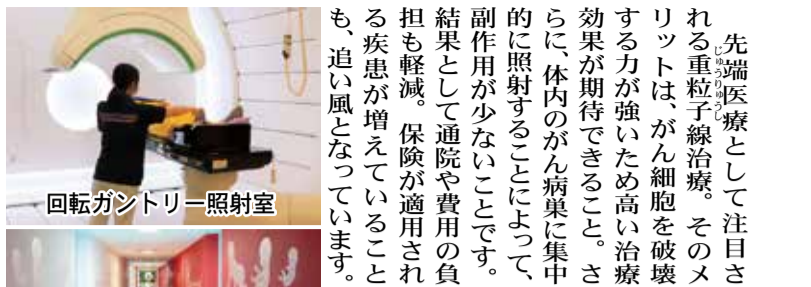 先端医療として注目さ
れる重粒子線治療。そのメ
じゅうりゅうし
リットは、がん細胞を破壊
する力が強いため高い治療
効果が期待できること。さ
らに、体内のがん病巣に集中
的に照射することによって、
副作用が少ないことです。
結果として通院や費用の負
担も軽減。保険が適用され
る疾患が増えていること
も、追い風となっています。
回転ガントリー照射室